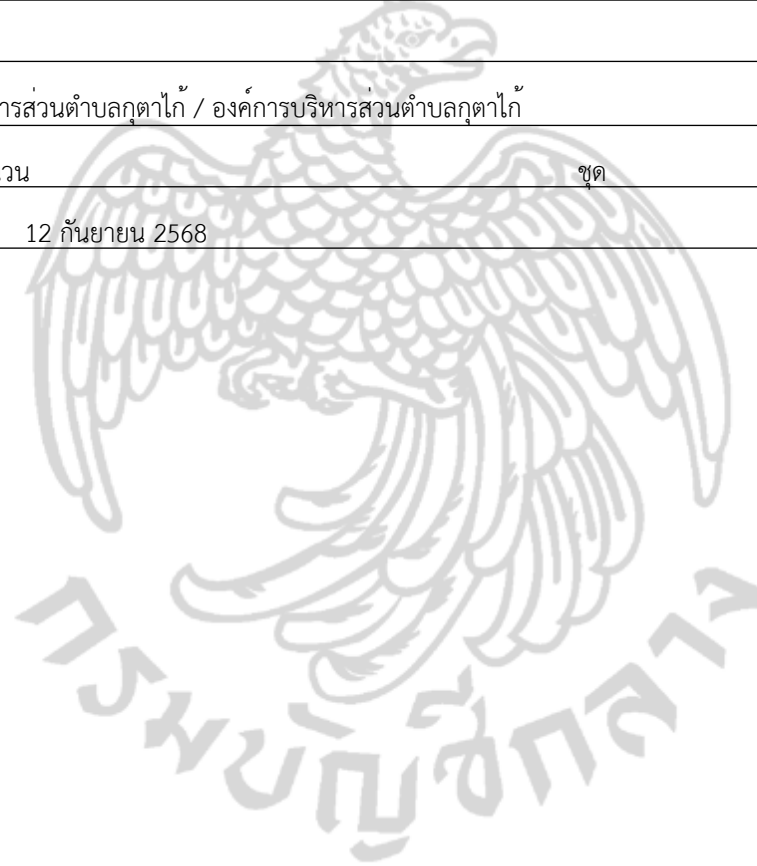 ารส่วนตำบลกุตาไก้ / องค์การบริหารส่วนตำบลกุตาไก้
วน ชุด
12 กันยายน 2568
กรมบัญชีกลาง